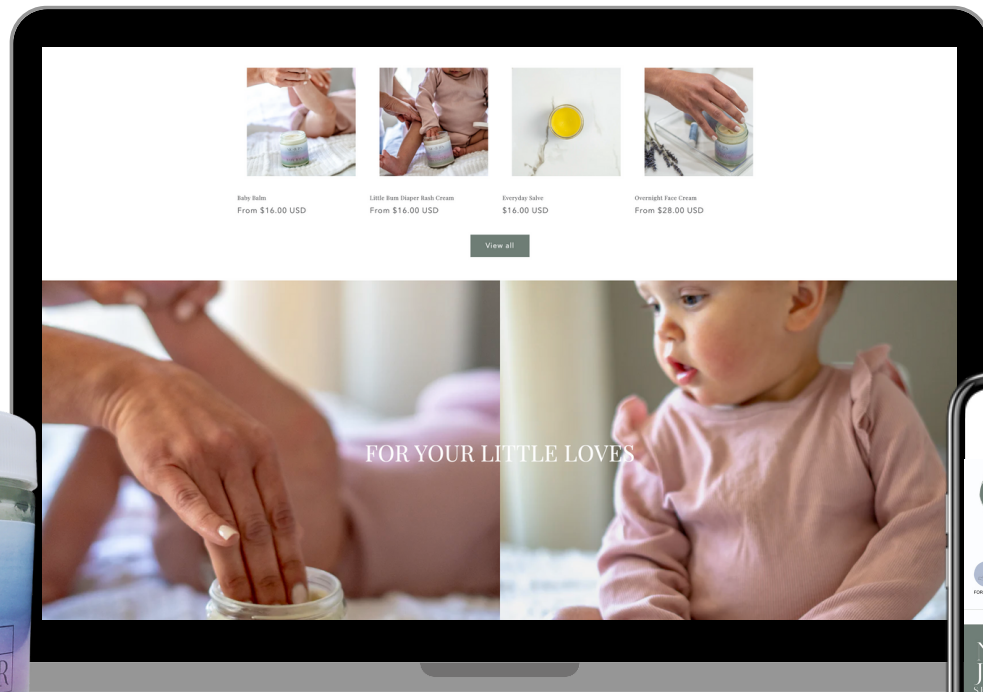 Baby Balm
From $16.00 USD
Little Bum Diaper Rash Cream
From $16.00 USD
Everyday Salve
$16.00 USD
Overnight Face Cream
From $28.00 USD
View all
FOR YOUR LITTLE LOVES
FOR
R
J